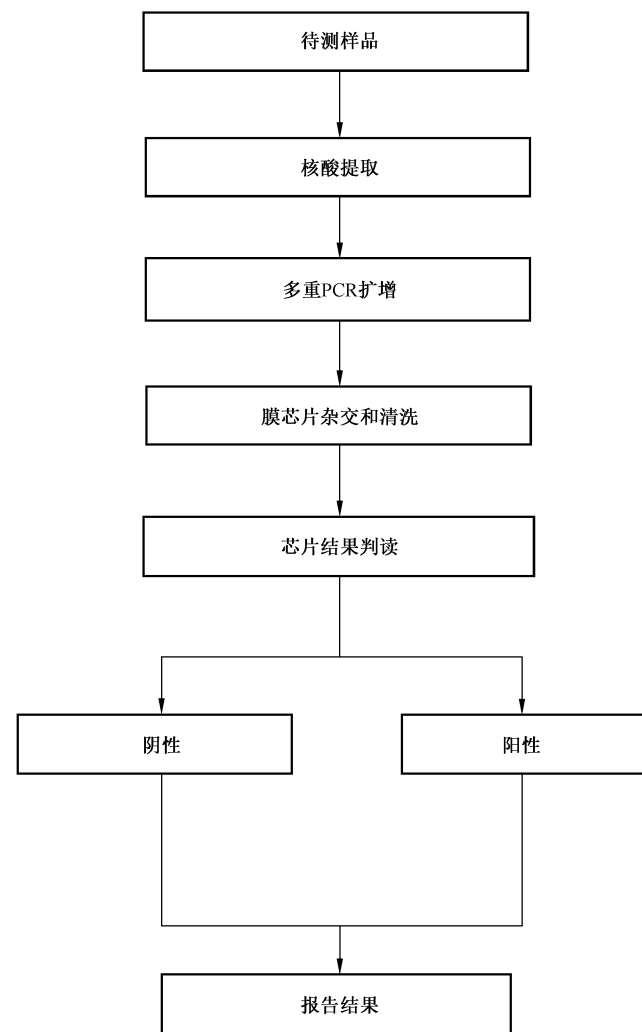 待测样品
核酸提取
多重PCR扩增
膜芯片杂交和清洗
芯片结果判读
阴性
阳性
报告结果